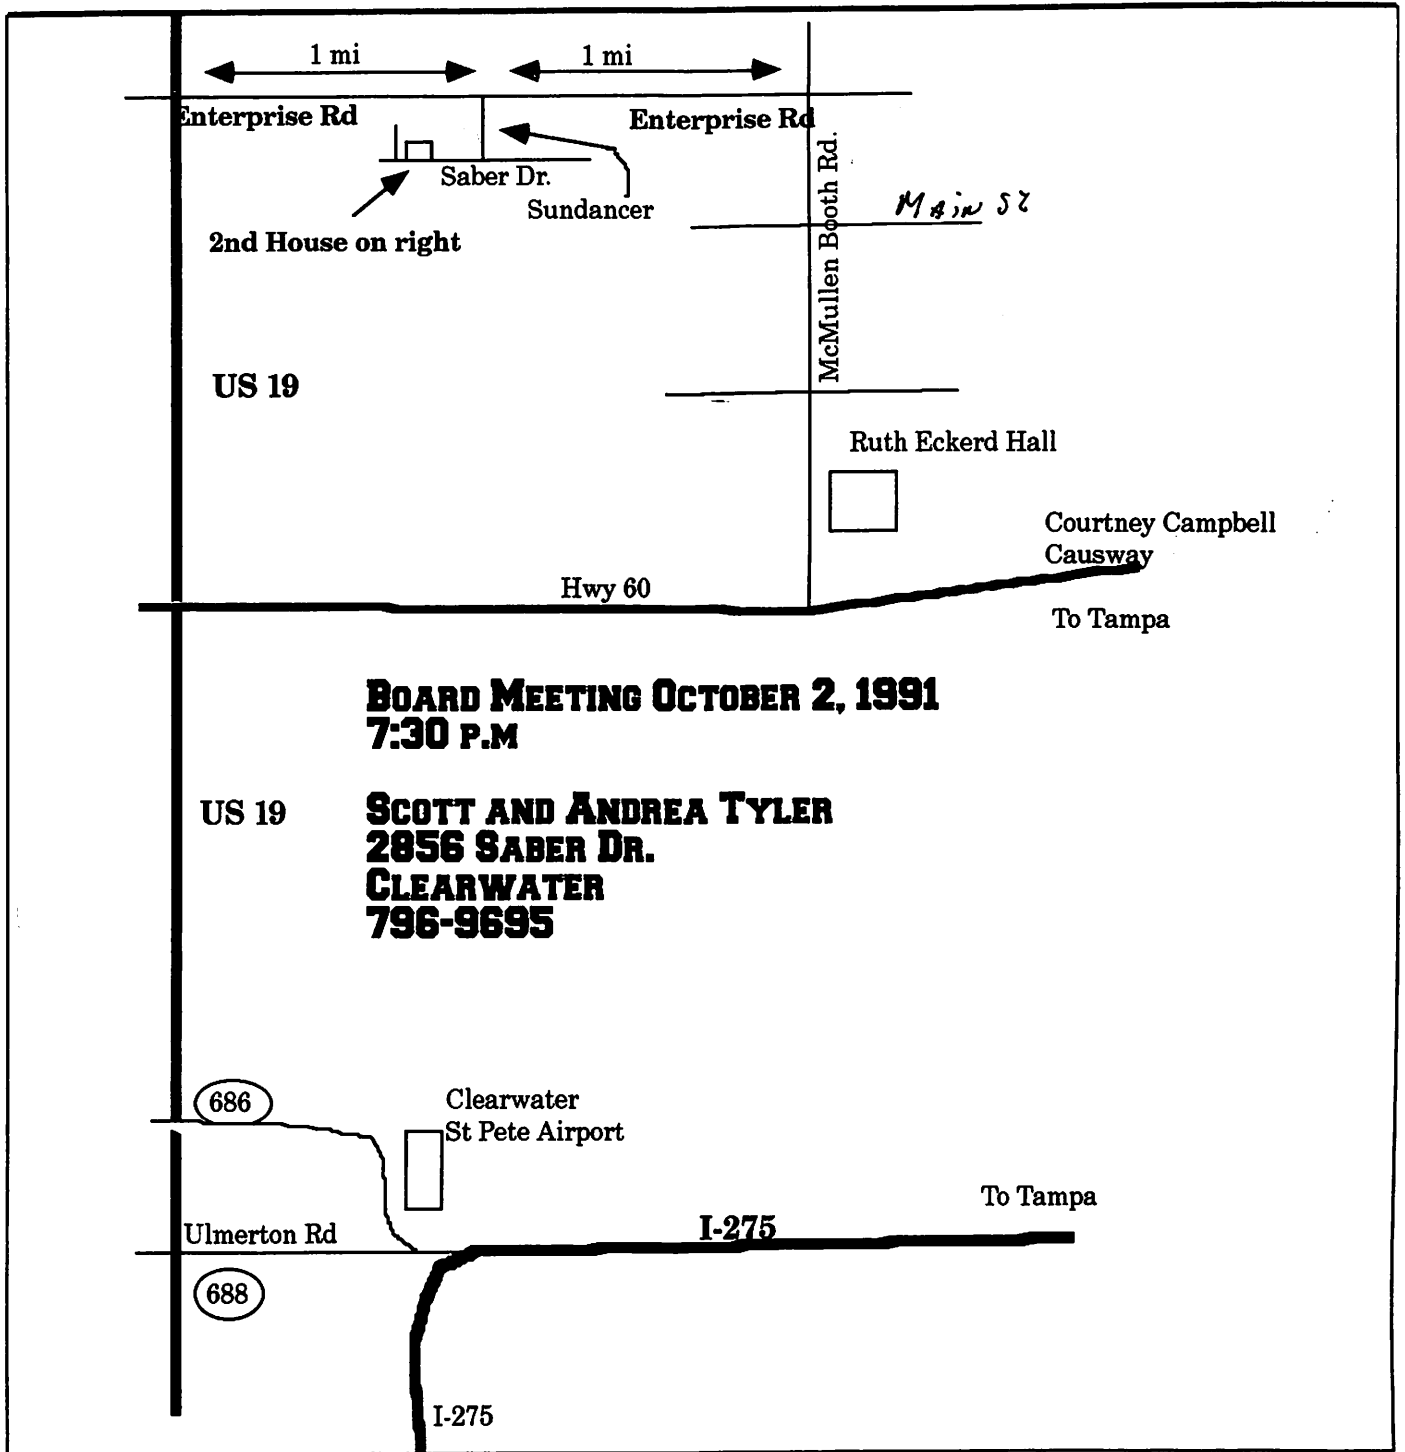 1 mi
1 mi
Enterprise Rd
Enterprise Rd
Saber Dr.
Sundancer
2nd House on right
McMullen Booth Rd.
Main St
US 19
Ruth Eckerd Hall
Courtney Campbell
Causway
Hwy 60
To Tampa
BOARD MEETING OCTOBER 2, 1991
7:30 P.M
US 19
SCOTT AND ANDREA TYLER
2856 SABER DR.
CLEARWATER
796-9695
686
Clearwater
St Pete Airport
To Tampa
Ulmerton Rd
I-275
688
I-275